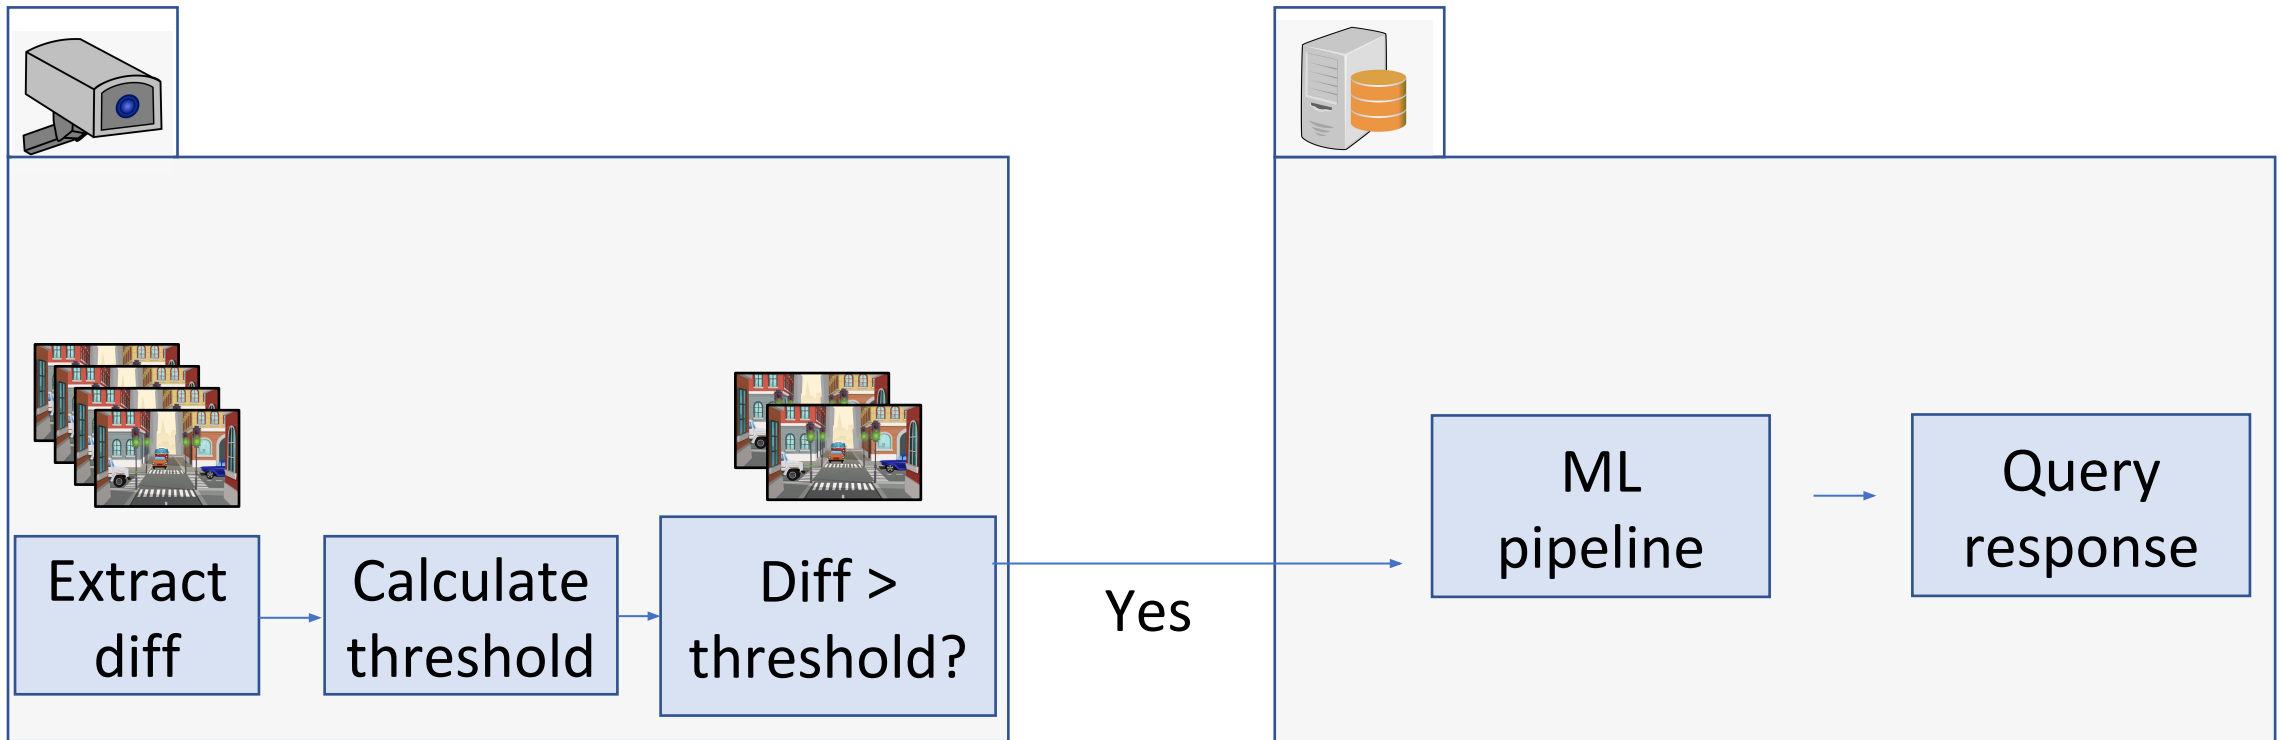 Extract
diff
Calculate
threshold
Diff >
threshold?
Yes
ML
pipeline
Query
response